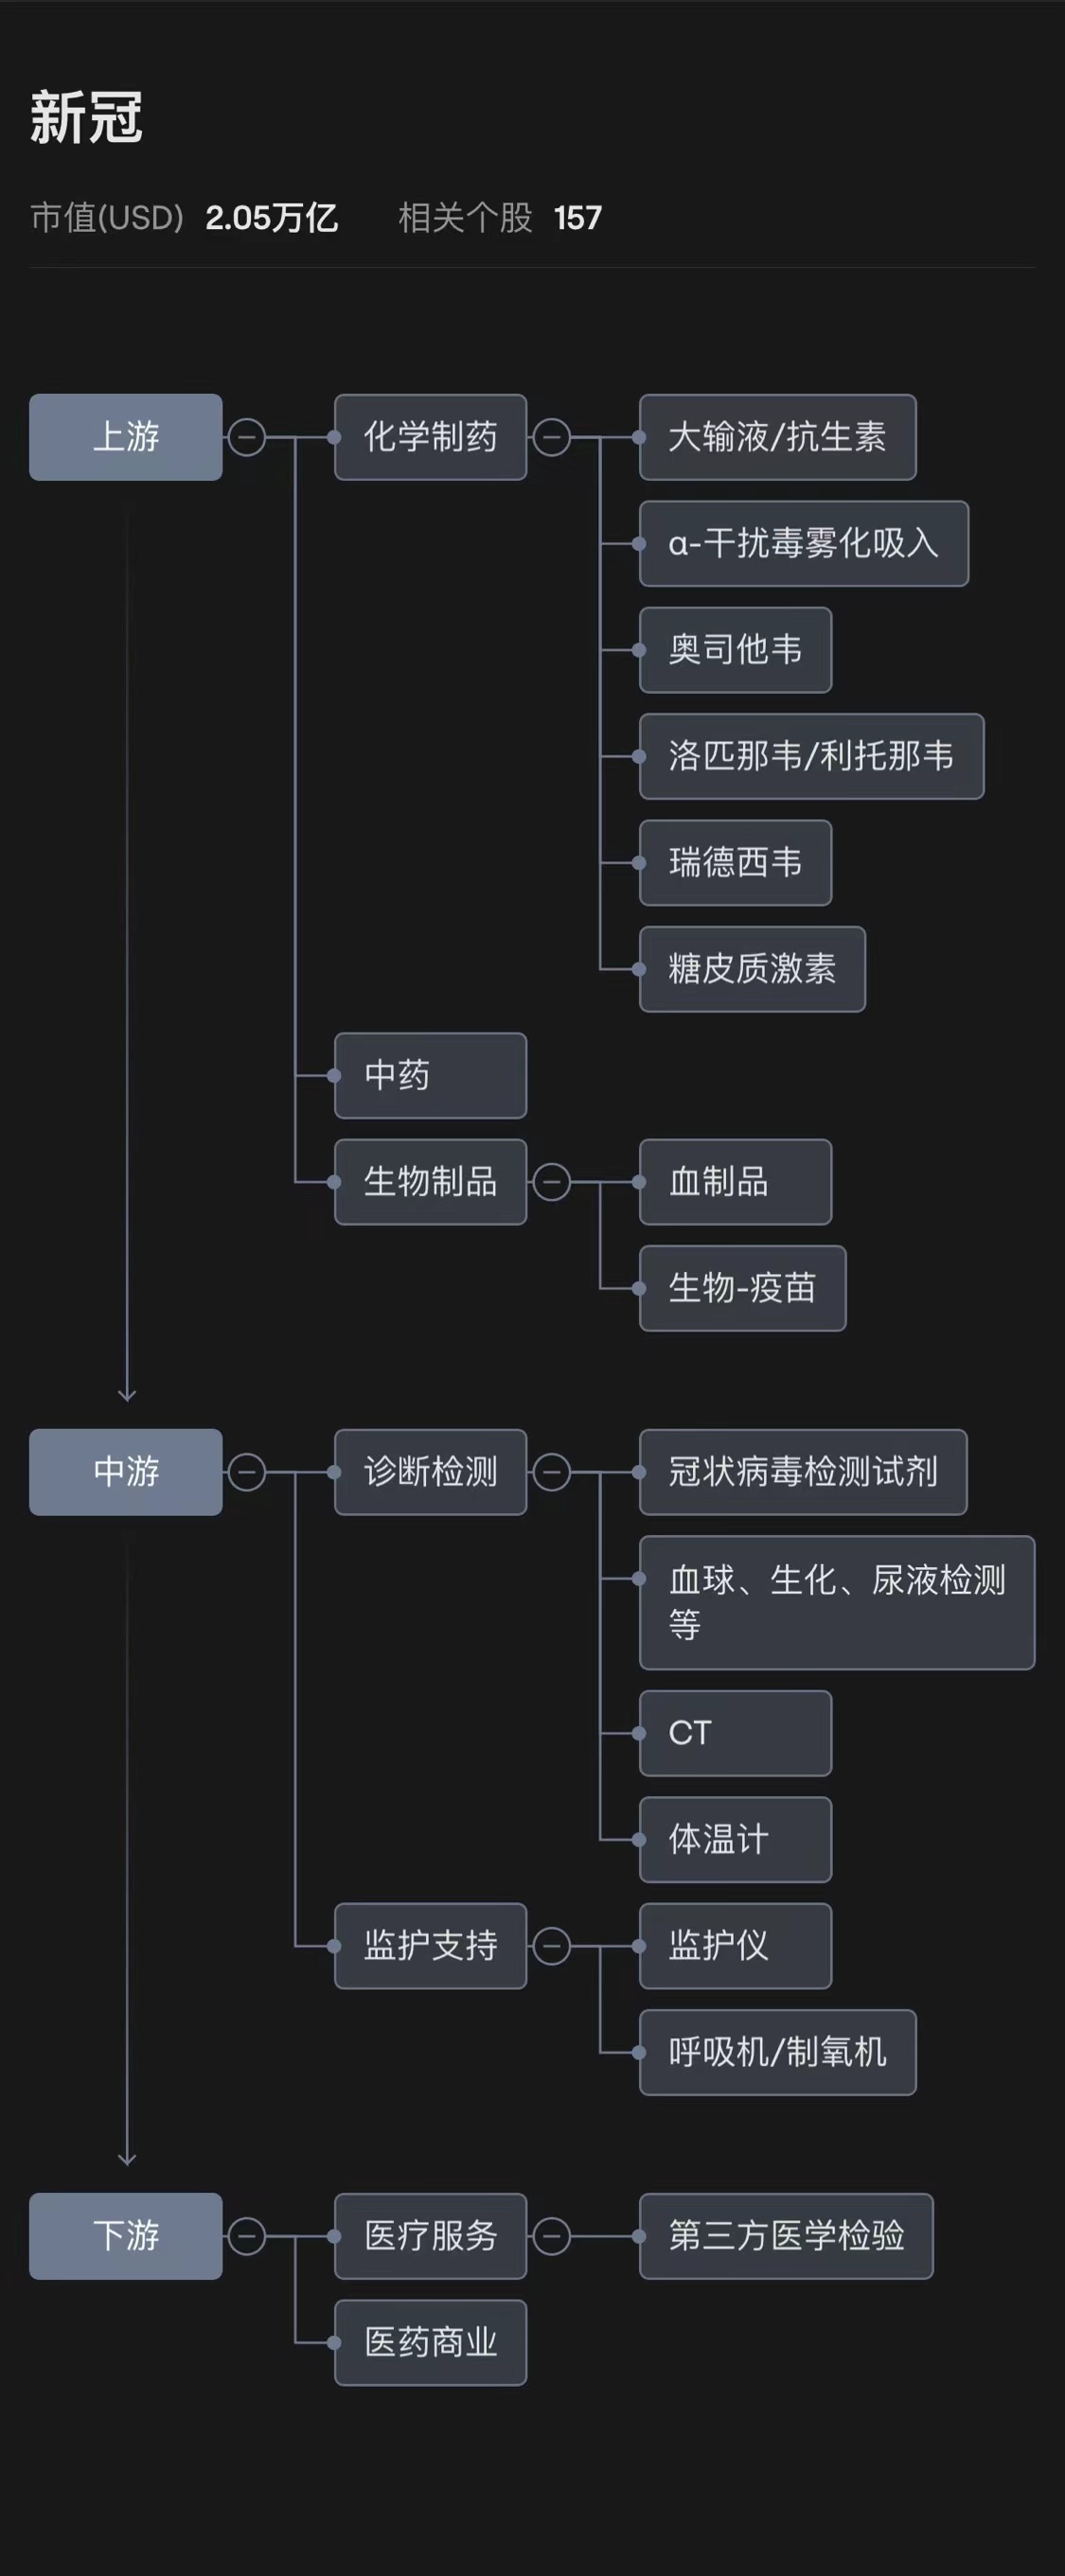 新冠
市值(USD) 2.05万亿 相关个股 157
上游
化学制药
大输液/抗生素
α-干扰毒雾化吸入
奥司他韦
洛匹那韦/利托那韦
瑞德西韦
糖皮质激素
中药
生物制品
血制品
生物-疫苗
中游
诊断检测
冠状病毒检测试剂
血球、生化、尿液检测
等
CT
体温计
监护支持
监护仪
呼吸机/制氧机
下游
医疗服务
第三方医学检验
医药商业